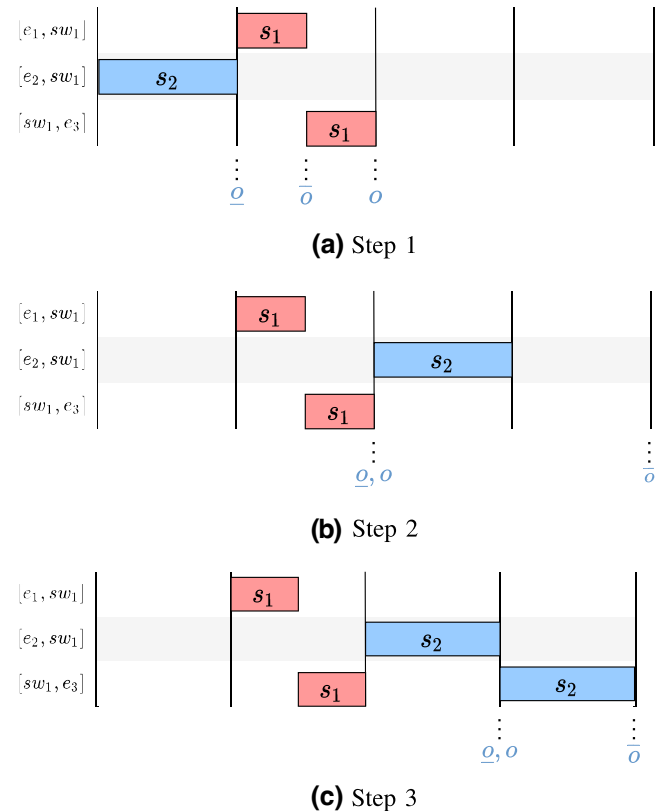 [e₁, sw₁] s₁
[e₂, sw₁] s₂
[sw₁, e₃] s₁
o̲ o̅ o
(a) Step 1
[e₁, sw₁] s₁
[e₂, sw₁] s₂
[sw₁, e₃] s₁
o̲, o o̅
(b) Step 2
[e₁, sw₁] s₁
[e₂, sw₁] s₂
[sw₁, e₃] s₁ s₂
o̲, o o̅
(c) Step 3